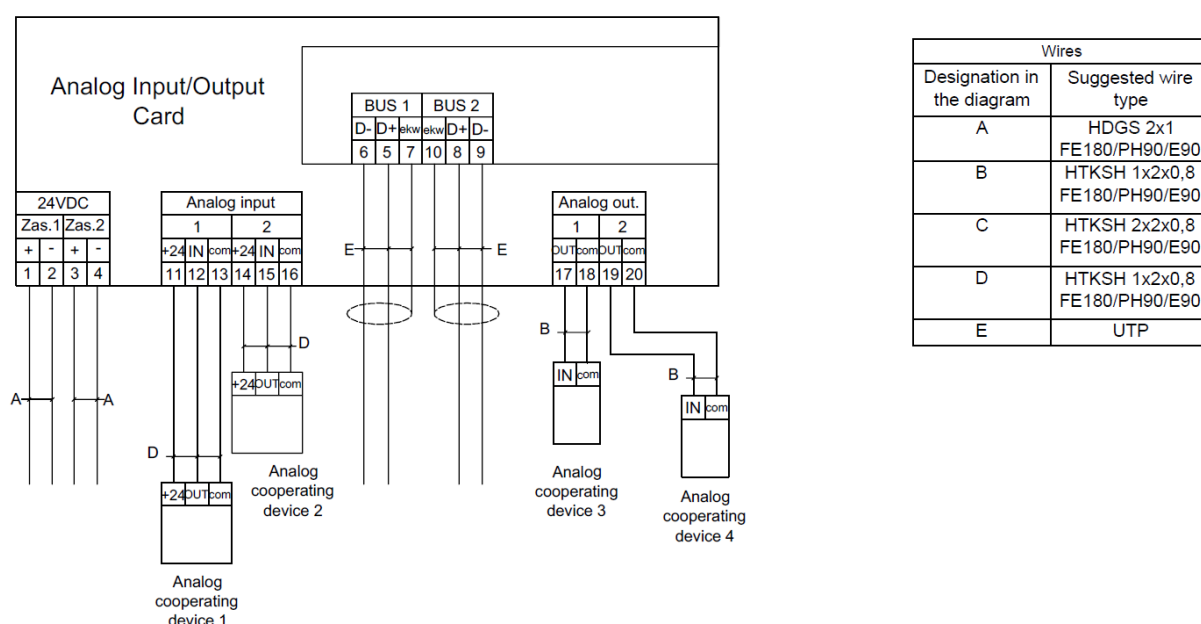 Analog Input/Output
Card
BUS 1 BUS 2
D- D+ ekw ekw D+ D-
6 5 7 10 8 9
24VDC
Zas.1 Zas.2
+ - + -
1 2 3 4
Analog input
1 2
+24 IN com +24 IN com
11 12 13 14 15 16
Analog out.
1 2
OUT com OUT com
17 18 19 20
E E
A A
D
D
B
B
+24 OUT com
Analog
cooperating
device 1
+24 OUT com
Analog
cooperating
device 2
IN com
Analog
cooperating
device 3
IN com
Analog
cooperating
device 4
Wires
Designation in
the diagram
Suggested wire
type
A HDGS 2x1
FE180/PH90/E90
B HTKSH 1x2x0,8
FE180/PH90/E90
C HTKSH 2x2x0,8
FE180/PH90/E90
D HTKSH 1x2x0,8
FE180/PH90/E90
E UTP